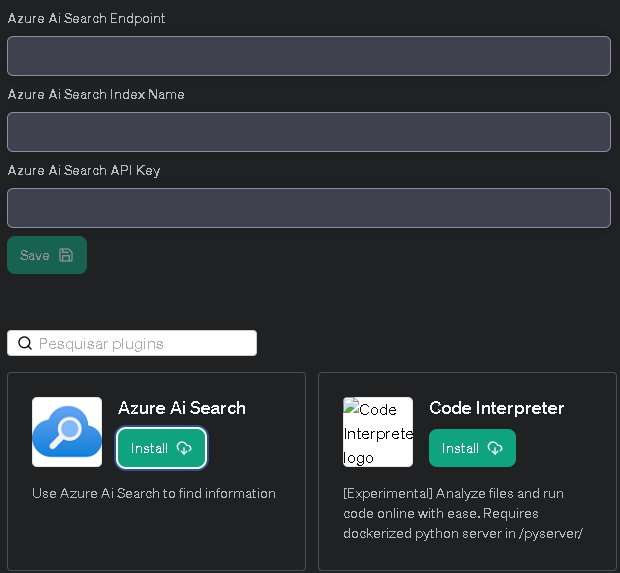 Azure Ai Search Endpoint
Azure Ai Search Index Name
Azure Ai Search API Key
Save
Pesquisar plugins
Azure Ai Search
Install
Use Azure Ai Search to find information
Code
Interprete
logo
Code Interpreter
Install
[Experimental] Analyze files and run
code online with ease. Requires
dockerized python server in /pyserver/